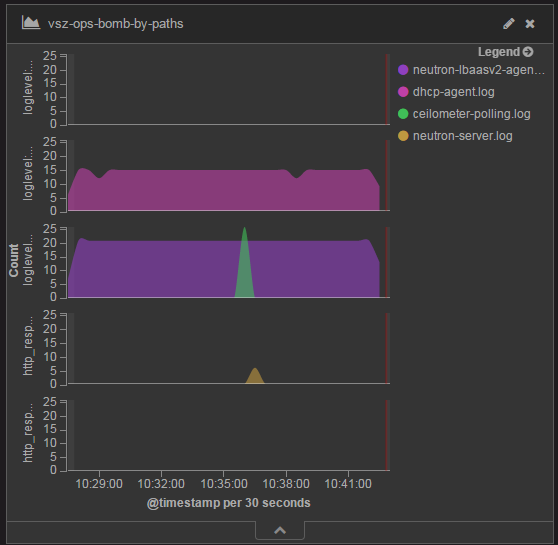 vsz-ops-bomb-by-paths
Legend
neutron-lbaasv2-agen...
dhcp-agent.log
ceilometer-polling.log
neutron-server.log
Count
loglevel:...
25
20
15
10
5
0
loglevel:...
25
20
15
10
5
0
loglevel:...
25
20
15
10
5
0
http_resp...
25
20
15
10
5
0
http_resp...
25
20
15
10
5
0
10:29:00 10:32:00 10:35:00 10:38:00 10:41:00
@timestamp per 30 seconds